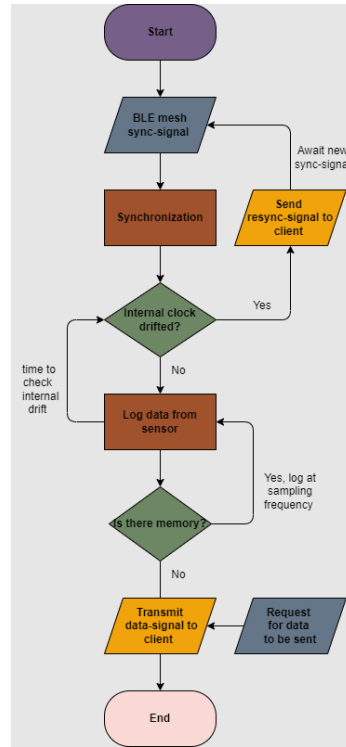 Start
BLE mesh
sync-signal
Await new
sync-signal
Synchronization
Send
resync-signal to
client
Internal clock
drifted?
Yes
No
time to
check
internal
drift
Log data from
sensor
Yes, log at
sampling
frequency
Is there memory?
No
Transmit
data-signal to
client
Request
for data
to be sent
End